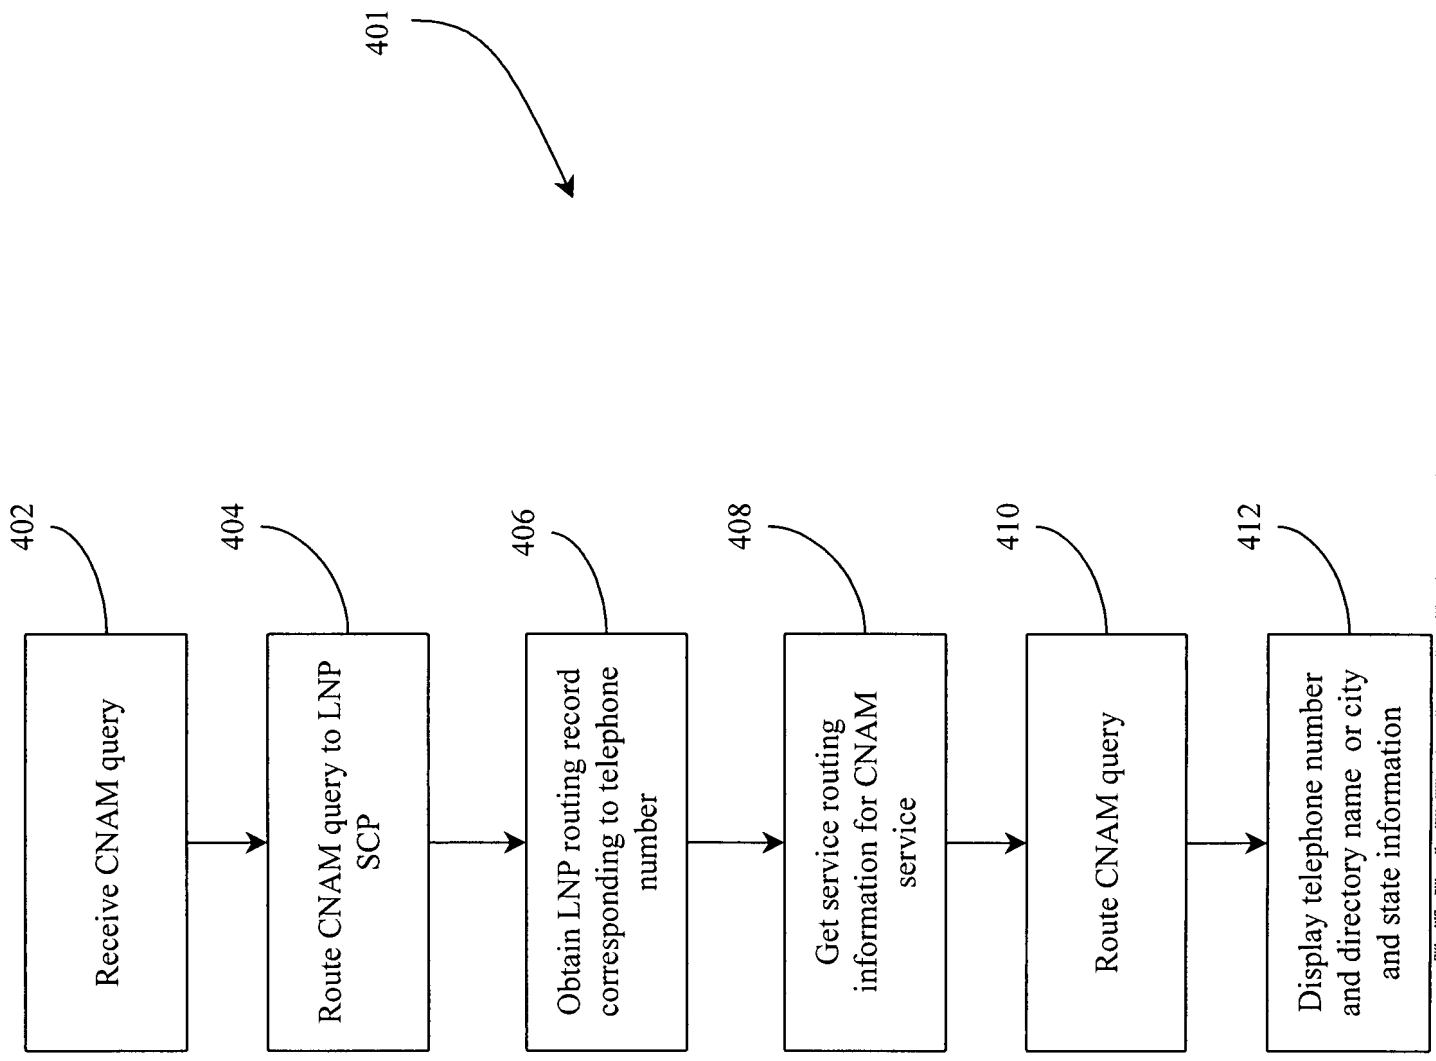 401
402
Receive CNAM query
404
Route CNAM query to LNP
SCP
406
Obtain LNP routing record
corresponding to telephone
number
408
Get service routing
information for CNAM
service
410
Route CNAM query
412
Display telephone number
and directory name or city
and state information